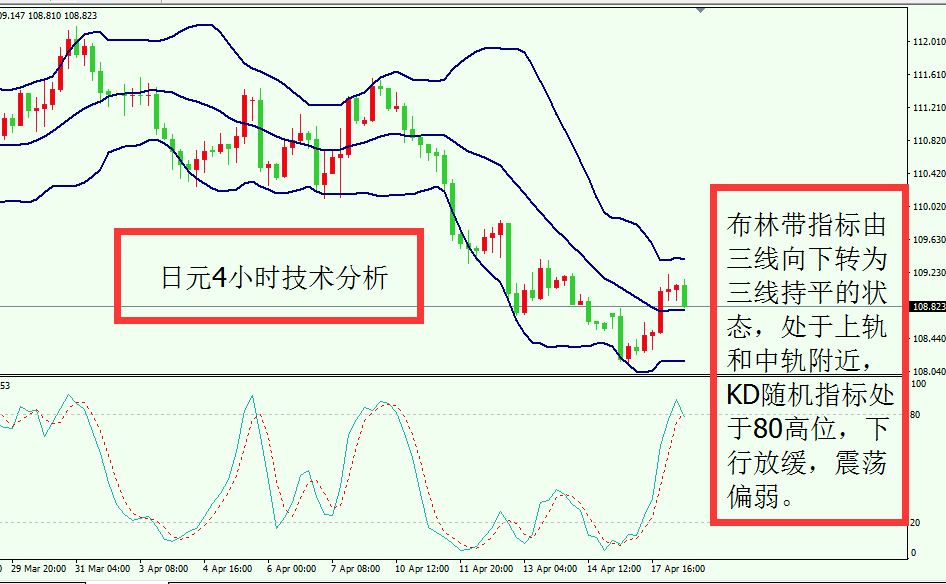 09.147 108.810 108.823
112.010
111.610
111.210
110.820
110.420
110.020
109.630
109.230
108.823
108.440
108.040
日元4小时技术分析
布林带指标由
三线向下转为
三线持平的状
态，处于上轨
和中轨附近，
KD随机指标处
于80高位，下
行放缓，震荡
偏弱。
53
100
80
20
0
29 Mar 20:00 31 Mar 04:00 3 Apr 08:00 4 Apr 16:00 6 Apr 00:00 7 Apr 08:00 10 Apr 12:00 11 Apr 20:00 13 Apr 04:00 14 Apr 12:00 17 Apr 16:00